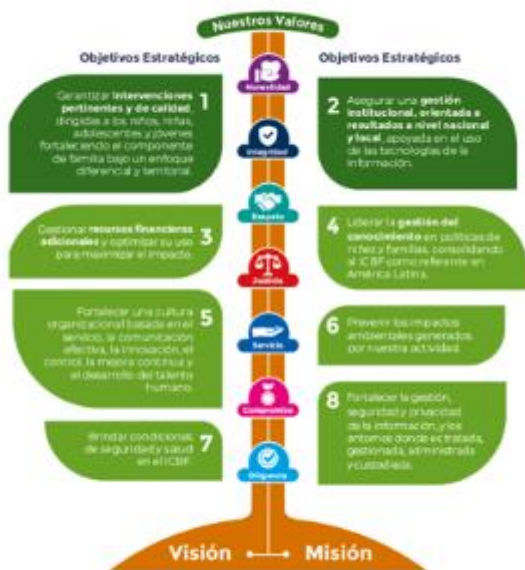 Nuestros Valores
Objetivos Estratégicos
1
Garantizar intervenciones
pertinentes y de calidad,
dirigidas a los niños, niñas,
adolescentes y jóvenes
fortaleciendo el componente
de familia bajo un enfoque
diferencial y territorial.
Objetivos Estratégicos
2
Asegurar una gestión
institucional, orientada a
resultados a nivel nacional
y local, apoyada en el uso
de las tecnologías de la
información.
Honestidad
Integridad
Respeto
3
Gestionar recursos financieros
adicionales y optimizar su uso
para maximizar el impacto.
4
Liderar la gestión del
conocimiento en políticas de
niñez y familias, consolidando
al ICBF como referente en
América Latina.
Justicia
5
Fortalecer una cultura
organizacional basada en el
servicio, la comunicación
efectiva, la innovación, el
control, la mejora continua y
el desarrollo del talento
humano.
Servicio
6
Prevenir los impactos
ambientales generados
por nuestra actividad.
Compromiso
7
Brindar condiciones
de seguridad y salud
en el ICBF.
8
Fortalecer la gestión,
seguridad y privacidad
de la información, y los
entornos donde es tratada,
gestionada, administrada
y custodiada.
Diligencia
Visión
Misión